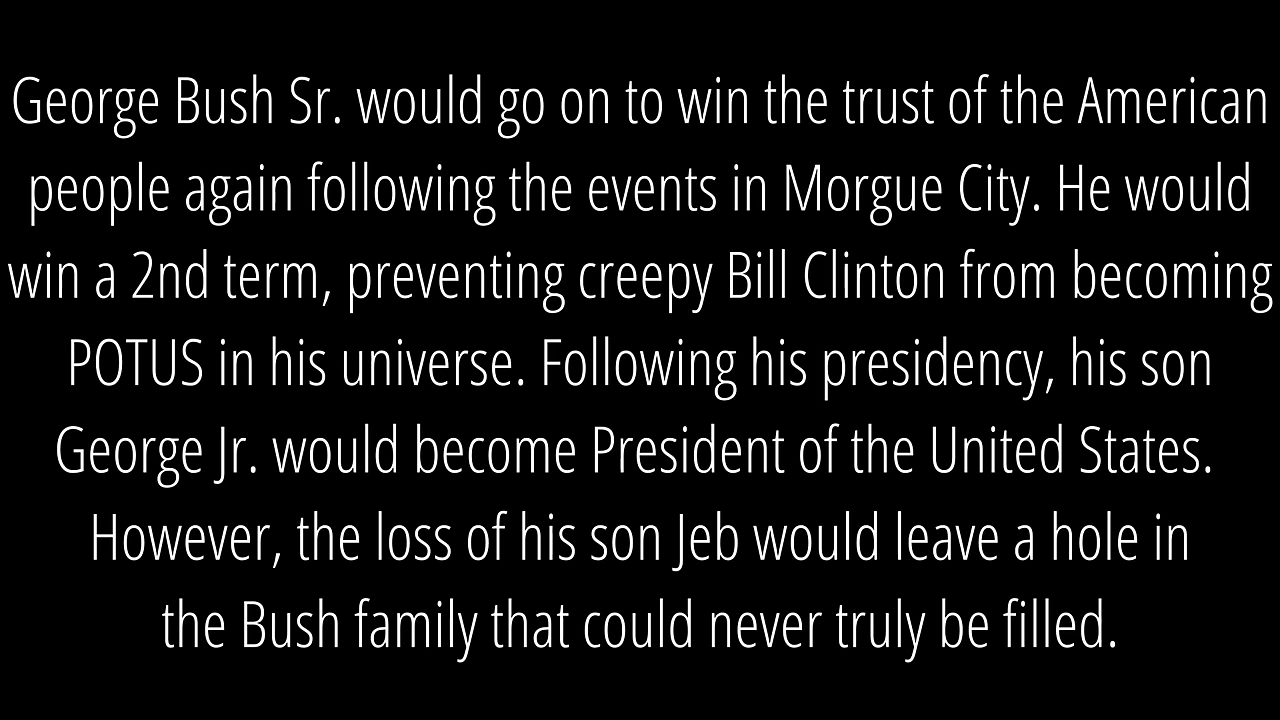 George Bush Sr. would go on to win the trust of the American
people again following the events in Morgue City. He would
win a 2nd term, preventing creepy Bill Clinton from becoming
POTUS in his universe. Following his presidency, his son
George Jr. would become President of the United States.
However, the loss of his son Jeb would leave a hole in
the Bush family that could never truly be filled.